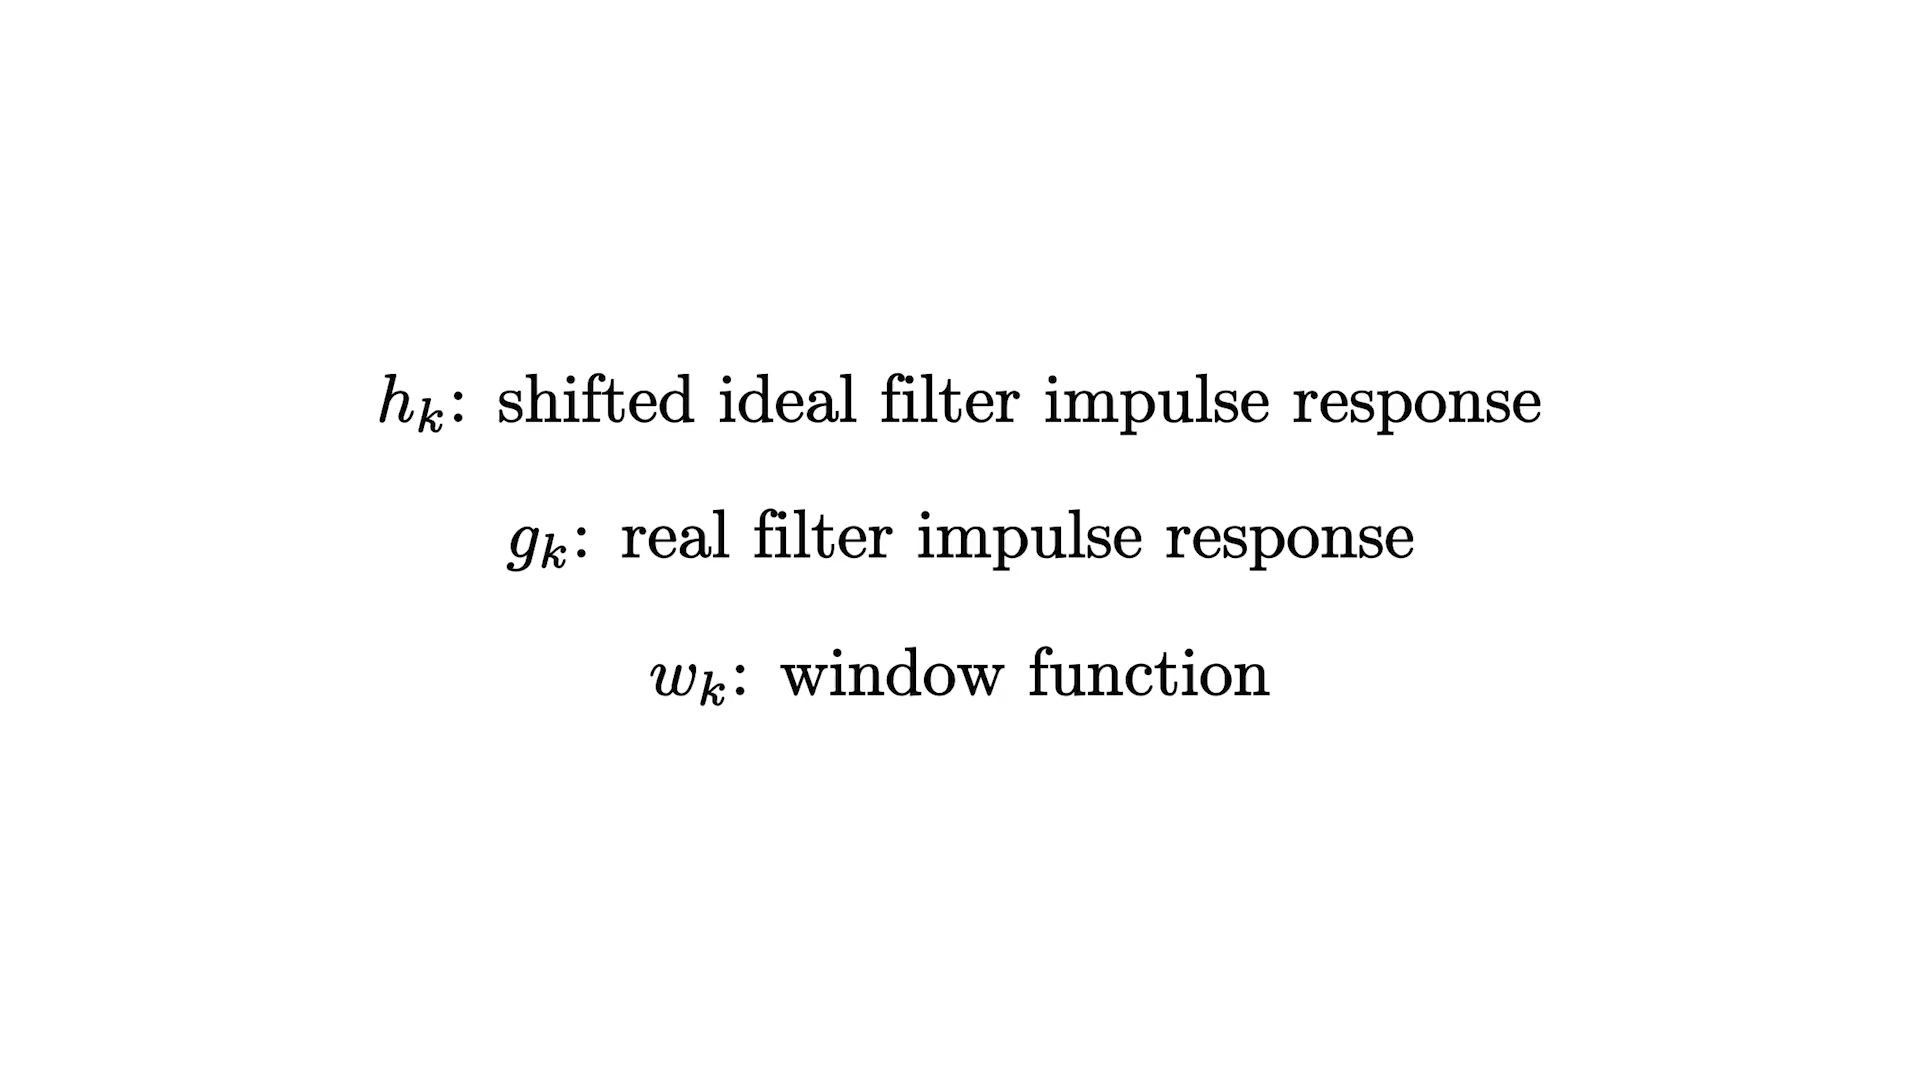 h_k: shifted ideal filter impulse response
g_k: real filter impulse response
w_k: window function